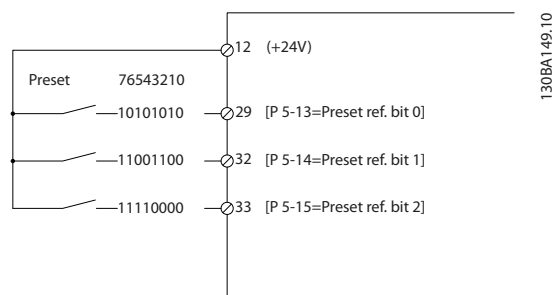 12 (+24V)
Preset 76543210
10101010 29 [P 5-13=Preset ref. bit 0]
11001100 32 [P 5-14=Preset ref. bit 1]
11110000 33 [P 5-15=Preset ref. bit 2]
130BA149.10